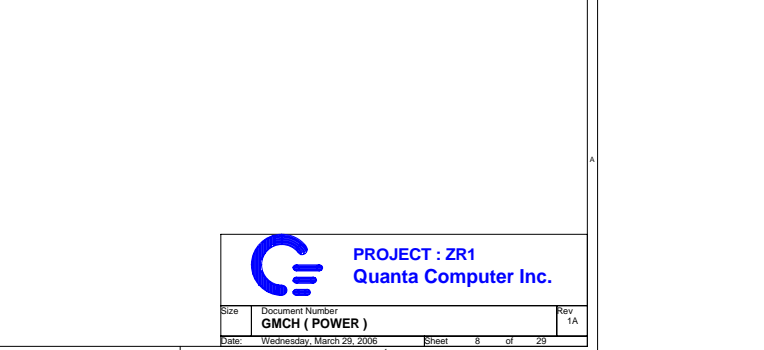 A
PROJECT : ZR1
Quanta Computer Inc.
Size Document Number Rev
GMCH ( POWER ) 1A
Date: Wednesday, March 29, 2006 Sheet 8 of 29